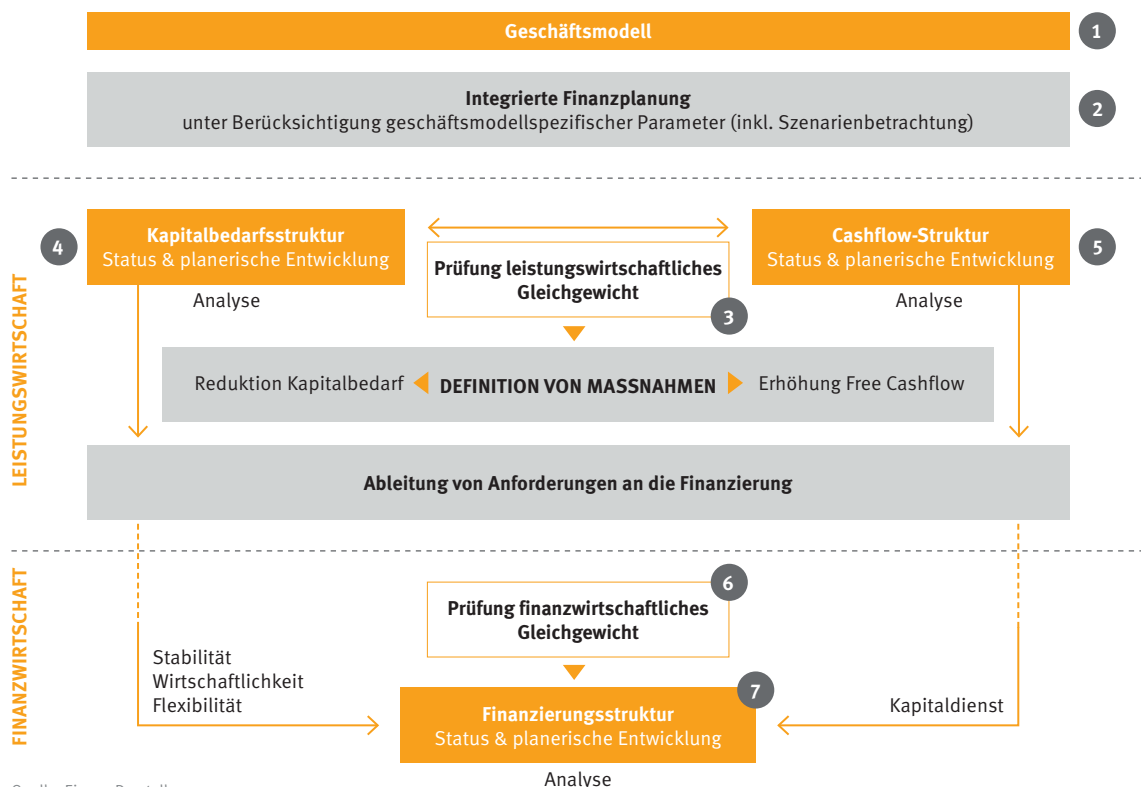 Geschäftsmodell
1
Integrierte Finanzplanung
unter Berücksichtigung geschäftsmodellspezifischer Parameter (inkl. Szenarienbetrachtung)
2
LEISTUNGSWIRTSCHAFT
4
Kapitalbedarfsstruktur
Status & planerische Entwicklung
Analyse
Prüfung leistungswirtschaftliches
Gleichgewicht
3
Cashflow-Struktur
Status & planerische Entwicklung
5
Analyse
Reduktion Kapitalbedarf
DEFINITION VON MASSNAHMEN
Erhöhung Free Cashflow
Ableitung von Anforderungen an die Finanzierung
FINANZWIRTSCHAFT
6
Prüfung finanzwirtschaftliches
Gleichgewicht
Stabilität
Wirtschaftlichkeit
Flexibilität
7
Finanzierungsstruktur
Status & planerische Entwicklung
Kapitaldienst
Analyse